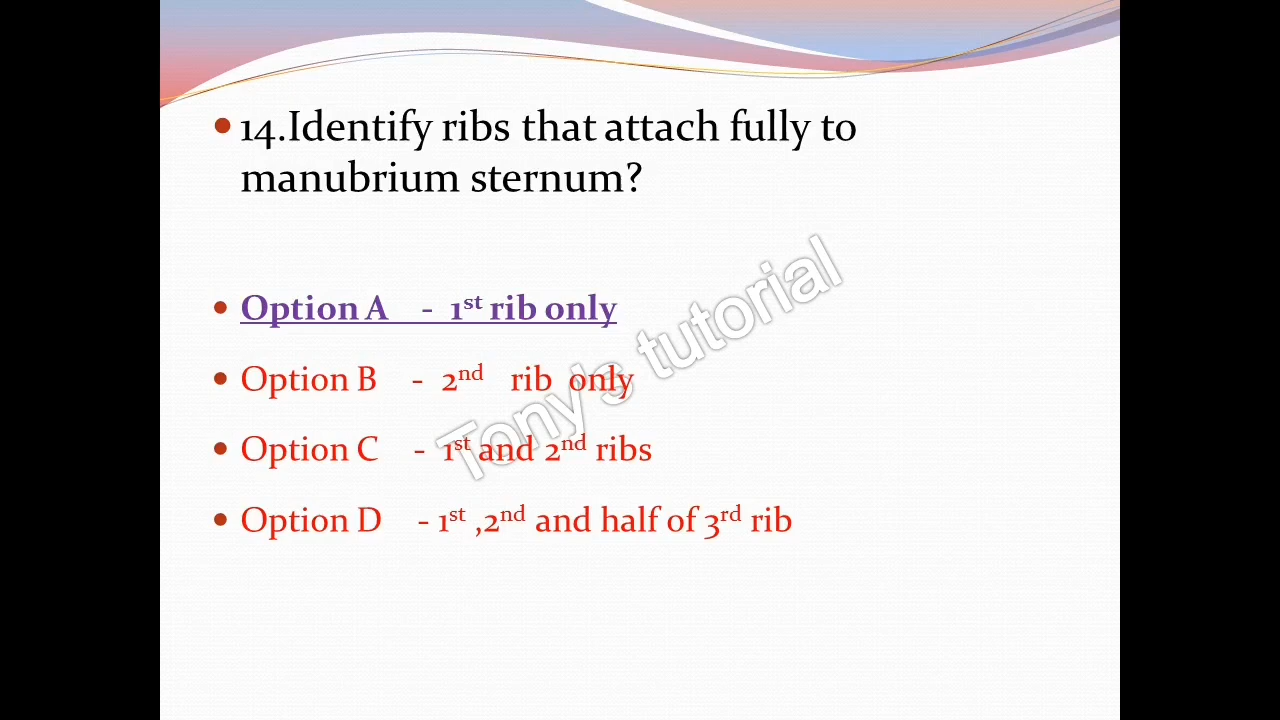 • 14.Identify ribs that attach fully to
manubrium sternum?
• Option A - 1st rib only
• Option B - 2nd rib only
• Option C - 1st and 2nd ribs
• Option D - 1st ,2nd and half of 3rd rib
Tony's tutorial